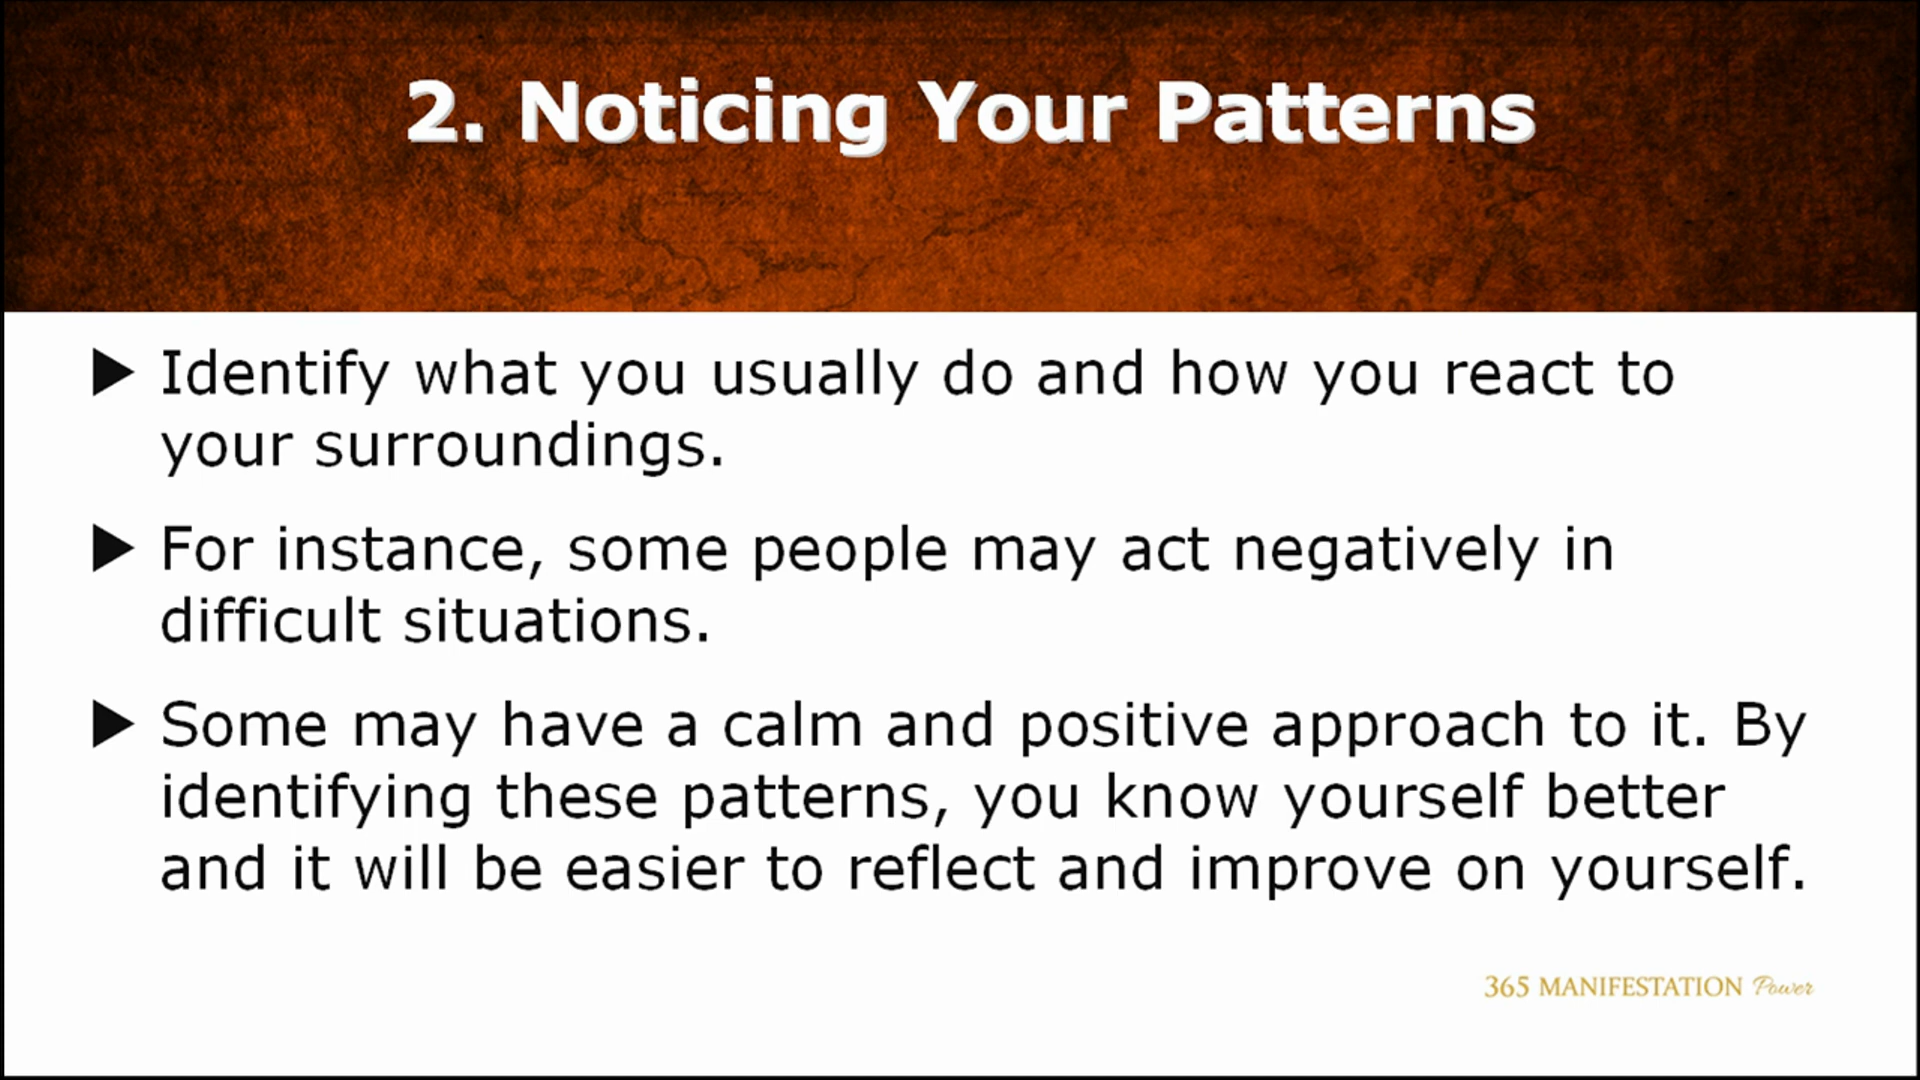 2. Noticing Your Patterns
▶ Identify what you usually do and how you react to
your surroundings.
▶ For instance, some people may act negatively in
difficult situations.
▶ Some may have a calm and positive approach to it. By
identifying these patterns, you know yourself better
and it will be easier to reflect and improve on yourself.
365 MANIFESTATION Power